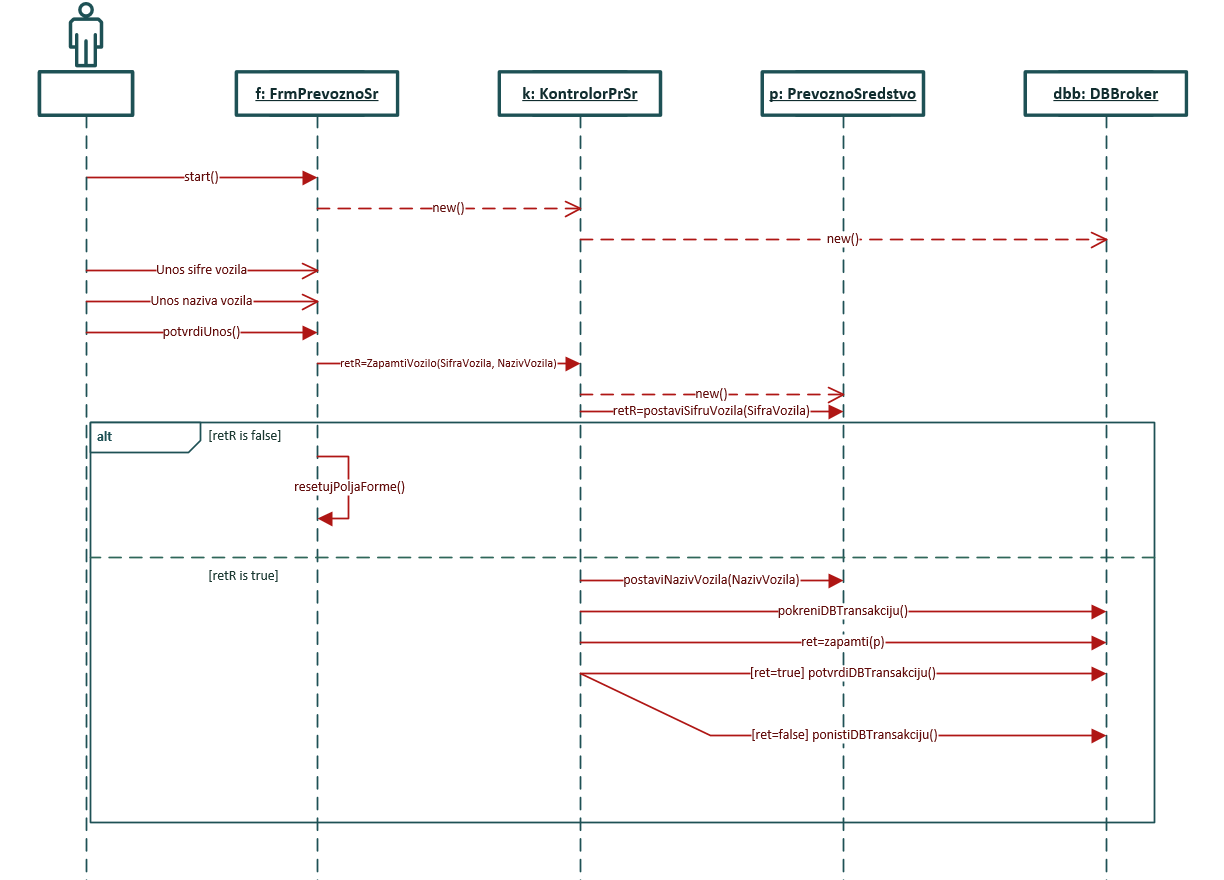 f: FrmPrevoznoSr
k: KontrolorPrSr
p: PrevoznoSredstvo
dbb: DBBroker
start()
new()
new()
Unos sifre vozila
Unos naziva vozila
potvrdiUnos()
retR=ZapamtiVozilo(SifraVozila, NazivVozila)
new()
retR=postaviSifruVozila(SifraVozila)
alt
[retR is false]
resetujPoljaForme()
[retR is true]
postaviNazivVozila(NazivVozila)
pokreniDBTransakciju()
ret=zapamti(p)
[ret=true] potvrdiDBTransakciju()
[ret=false] ponistiDBTransakciju()